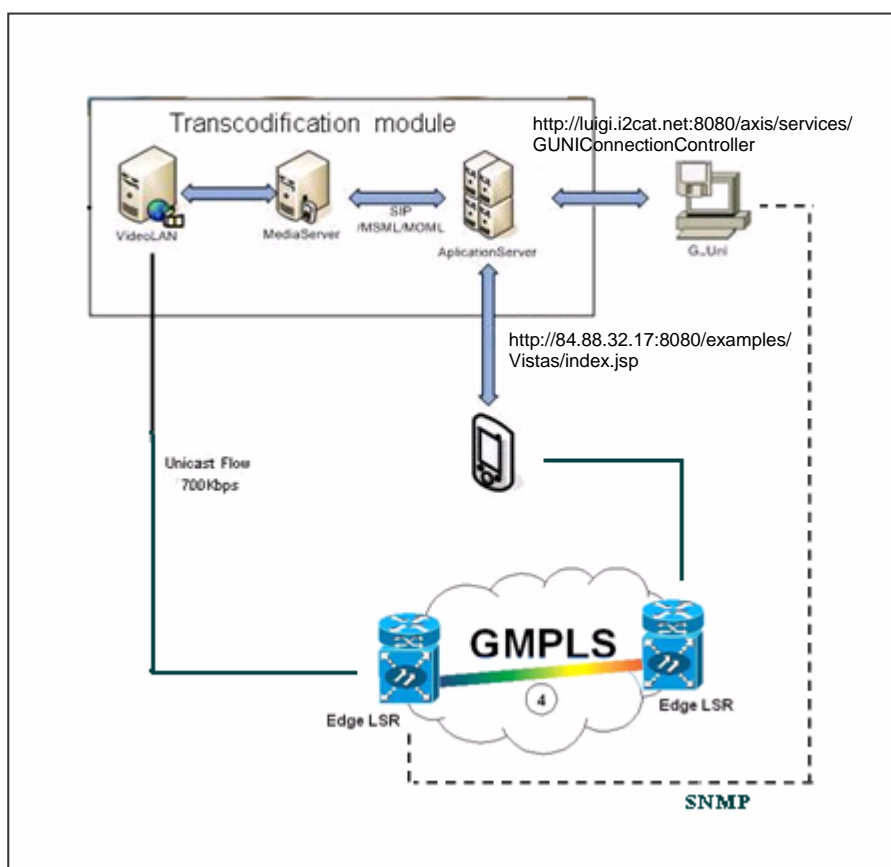 Transcodification module
http://luigi.i2cat.net:8080/axis/services/
GUNIConnectionController
VideoLAN
MediaServer
SIP
/MSML/MOML
AplicationServer
G_Uni
http://84.88.32.17:8080/examples/
Vistas/index.jsp
Unicast Flow
700Kbps
GMPLS
4
Edge LSR
Edge LSR
SNMP